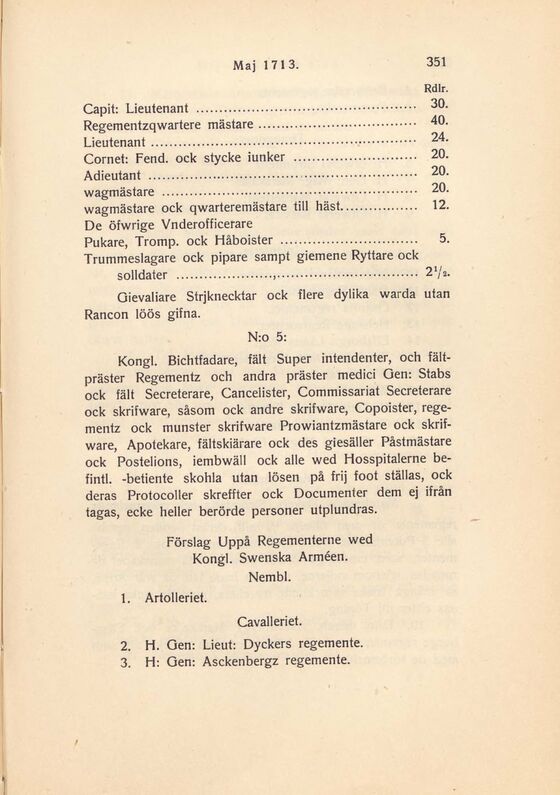 Maj 1713. 351
Rdlr.
Capit: Lieutenant ........................................ 30.
Regementzqwartere mästare ............................. 40.
Lieutenant ................................................ 24.
Cornet: Fend. ock stycke iunker ...................... 20.
Adieutant .................................................. 20.
wagmästare ............................................... 20.
wagmästare ock qwarteremästare till häst.............. 12.
De öfwrige Vnderofficerare
Pukare, Tromp. ock Håboister ......................... 5.
Trummeslagare ock pipare sampt giemene Ryttare ock
solldater ............................................. 2½.
Gievaliare Strjknecktar ock flere dylika warda utan
Rancon löös gifna.
N:o 5:
Kongl. Bichtfadare, fält Super intendenter, och fält-
präster Regementz och andra präster medici Gen: Stabs
ock fält Secreterare, Cancelister, Commissariat Secreterare
ock skrifware, såsom ock andre skrifware, Copoister, rege-
mentz ock munster skrifware Prowiantzmästare ock skrif-
ware, Apotekare, fältskiärare ock des giesäller Påstmästare
ock Postelions, iembwäll ock alle wed Hosspitalerne be-
fintl. -betiente skohla utan lösen på frij foot ställas, ock
deras Protocoller skreffter ock Documenter dem ej ifrån
tagas, ecke heller berörde personer utplundras.
Förslag Uppå Regementerne wed
Kongl. Swenska Arméen.
Nembl.
1. Artolleriet.
Cavalleriet.
2. H. Gen: Lieut: Dyckers regemente.
3. H: Gen: Asckenbergz regemente.